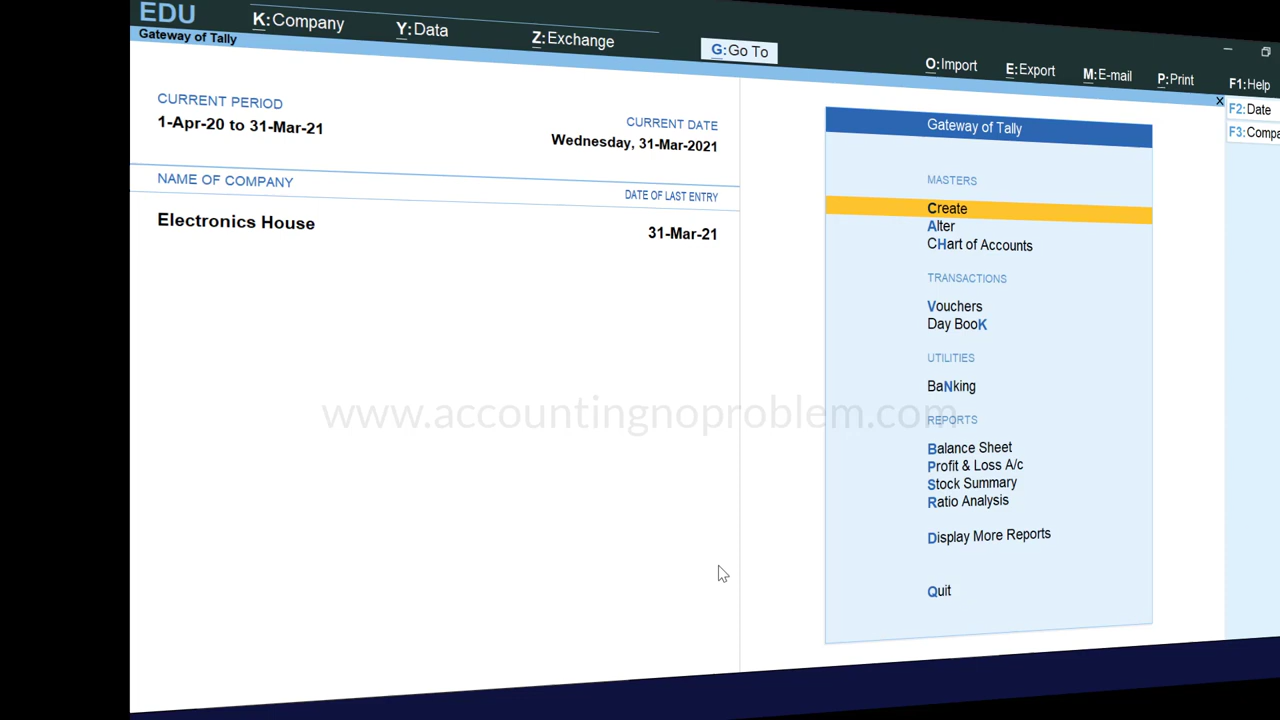 EDU
K:Company
Y:Data
Z:Exchange
G:Go To
O:Import
E:Export
M:E-mail
P:Print
F1:Help
Gateway of Tally
X
F2:Date
F3:Compa
CURRENT PERIOD
1-Apr-20 to 31-Mar-21
CURRENT DATE
Wednesday, 31-Mar-2021
NAME OF COMPANY
DATE OF LAST ENTRY
Electronics House
31-Mar-21
Gateway of Tally
MASTERS
Create
Alter
CHart of Accounts
TRANSACTIONS
Vouchers
Day BooK
UTILITIES
BaNking
www.accountingnoproblem.com
REPORTS
Balance Sheet
Profit & Loss A/c
Stock Summary
Ratio Analysis
Display More Reports
Quit